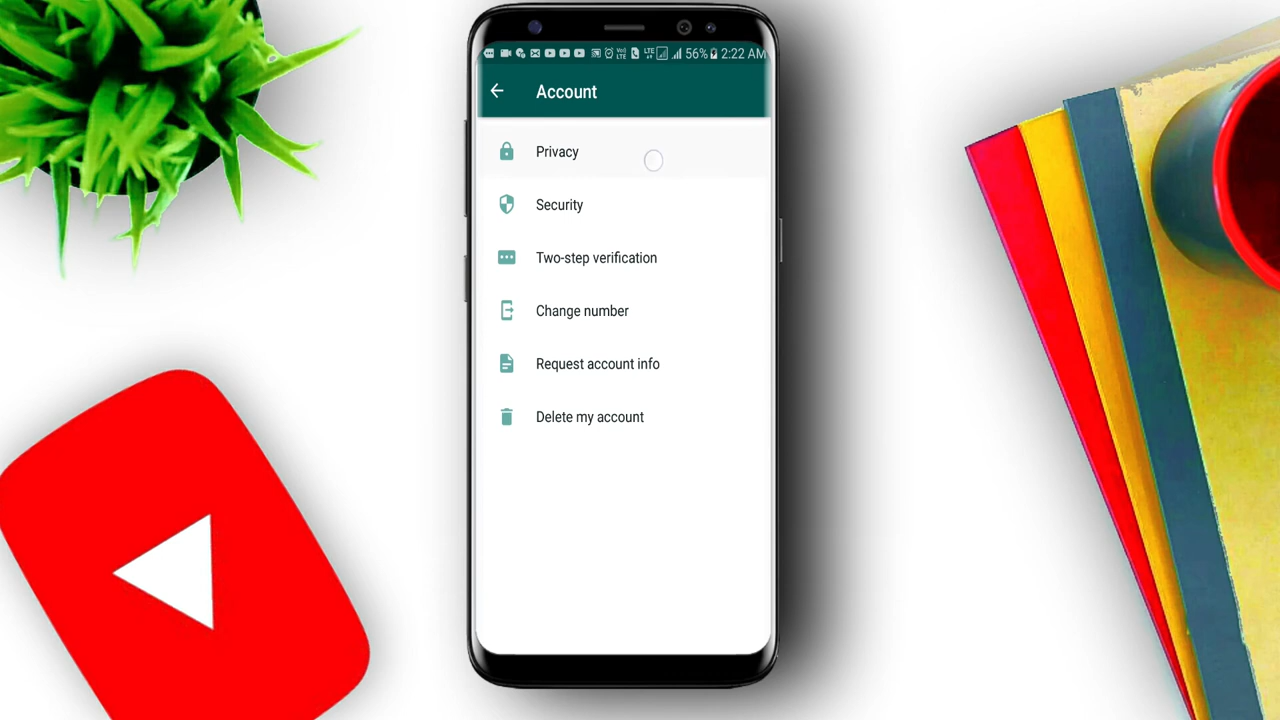 56% 2:22 AM
Account
Privacy
Security
Two-step verification
Change number
Request account info
Delete my account